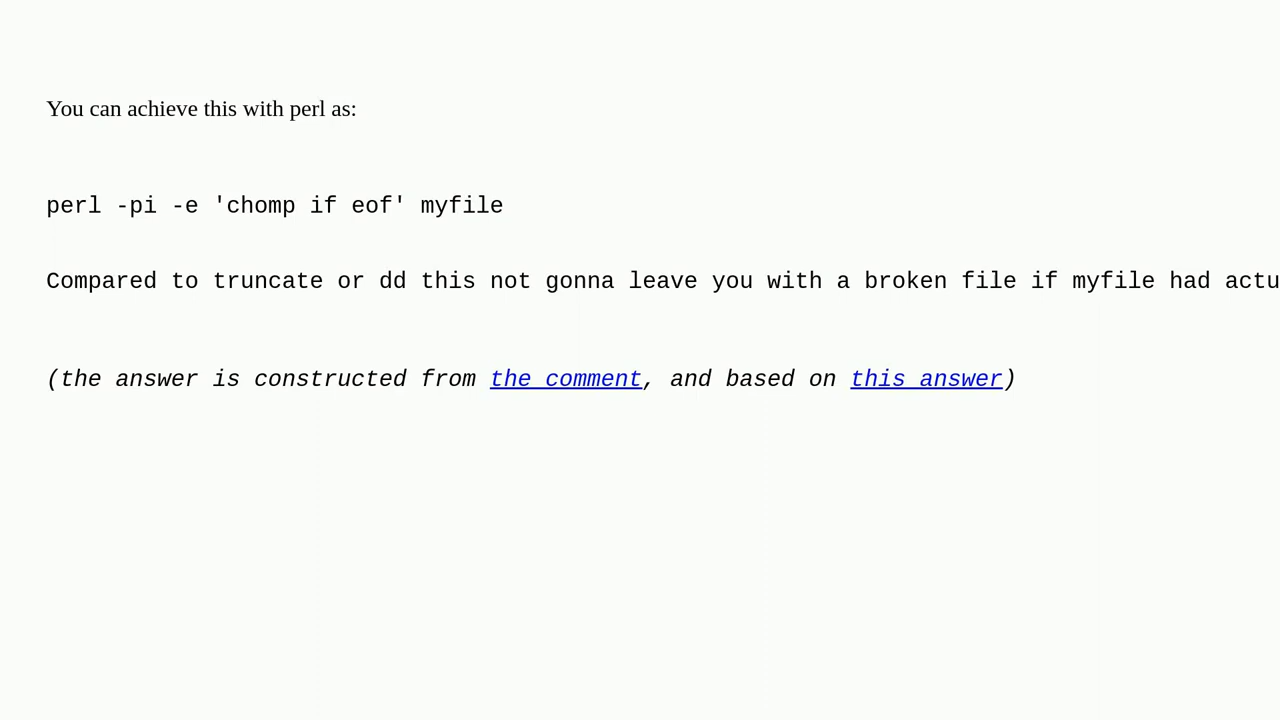 You can achieve this with perl as:
perl -pi -e 'chomp if eof' myfile
Compared to truncate or dd this not gonna leave you with a broken file if myfile had actu
(the answer is constructed from the comment, and based on this answer)